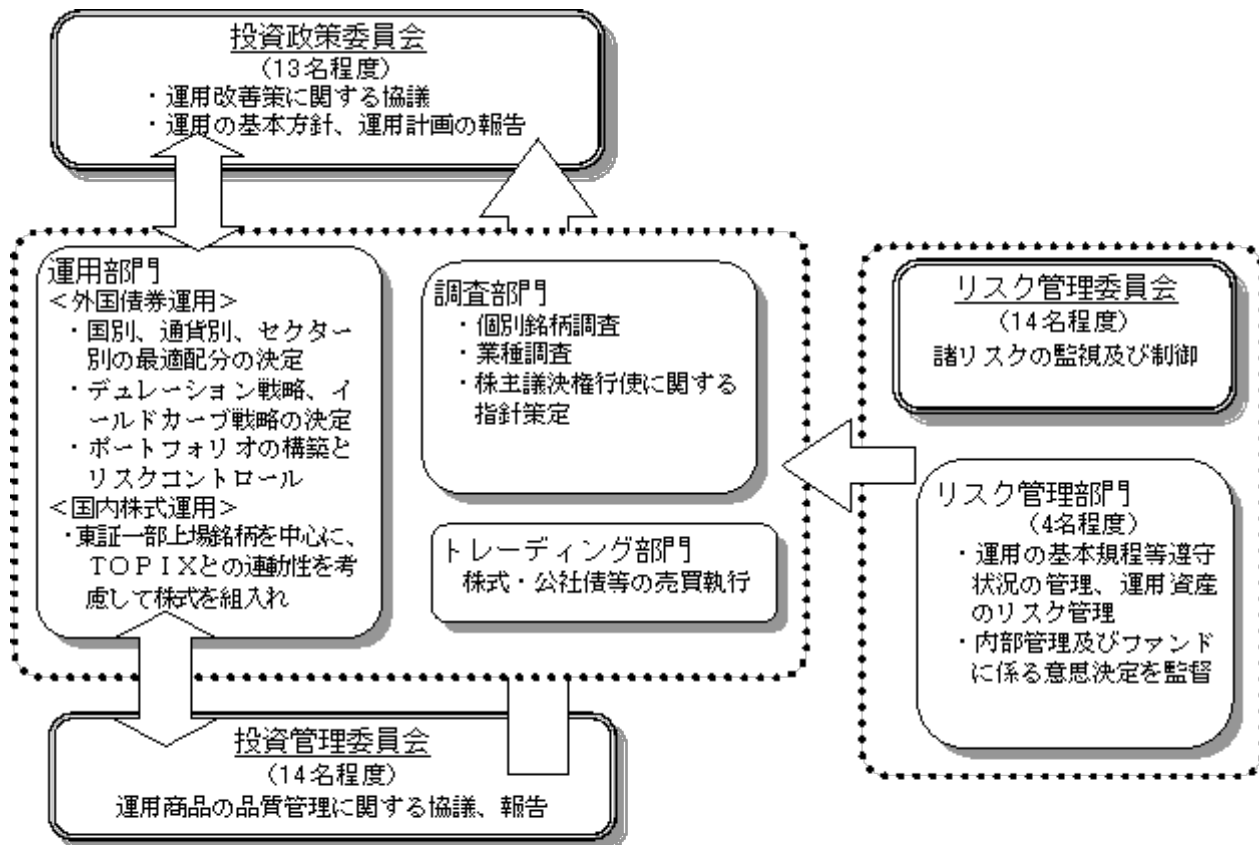 投資政策委員会
(13名程度)
・運用改善策に関する協議
・運用の基本方針、運用計画の報告
運用部門
<外国債券運用>
・国別、通貨別、セクター
別の最適配分の決定
・デュレーション戦略、イ
ールドカーブ戦略の決定
・ポートフォリオの構築と
リスクコントロール
<国内株式運用>
・東証一部上場銘柄を中心に、
TOPIXとの連動性を考
慮して株式を組入れ
調査部門
・個別銘柄調査
・業種調査
・株主議決権行使に関する
指針策定
トレーディング部門
株式・公社債等の売買執行
リスク管理委員会
(14名程度)
諸リスクの監視及び制御
リスク管理部門
(4名程度)
・運用の基本規程等遵守
状況の管理、運用資産
のリスク管理
・内部管理及びファンド
に係る意思決定を監督
投資管理委員会
(14名程度)
運用商品の品質管理に関する協議、報告